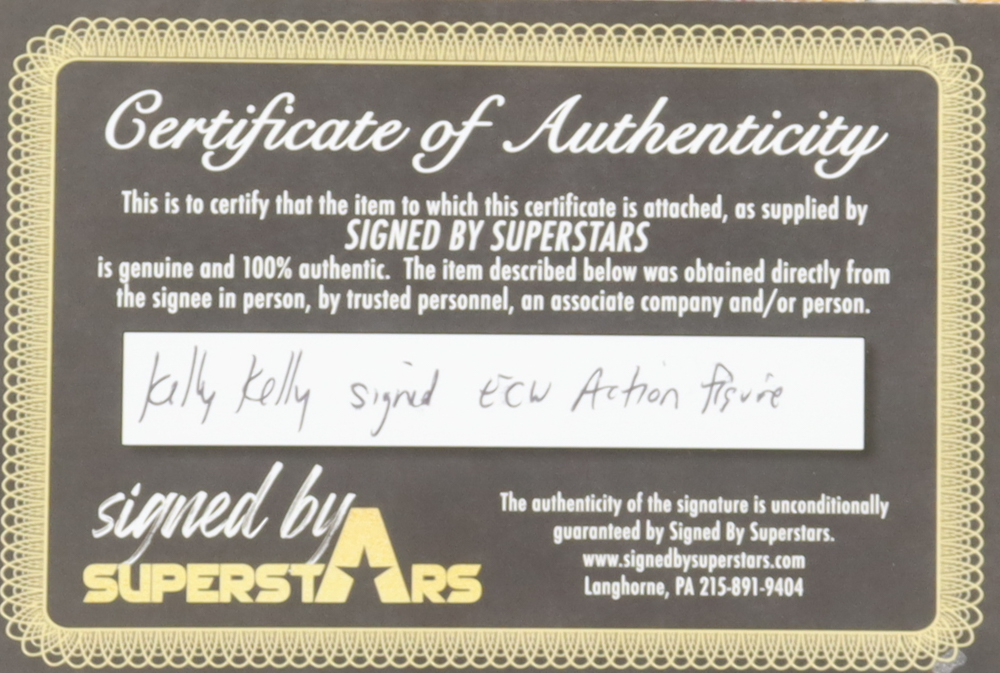 Certificate of Authenticity
This is to certify that the item to which this certificate is attached, as supplied by
SIGNED BY SUPERSTARS
is genuine and 100% authentic. The item described below was obtained directly from
the signee in person, by trusted personnel, an associate company and/or person.
Kelly Kelly signed ECW Action figure
signed by
SUPERSTARS
The authenticity of the signature is unconditionally
guaranteed by Signed By Superstars.
www.signedbysuperstars.com
Langhorne, PA 215-891-9404